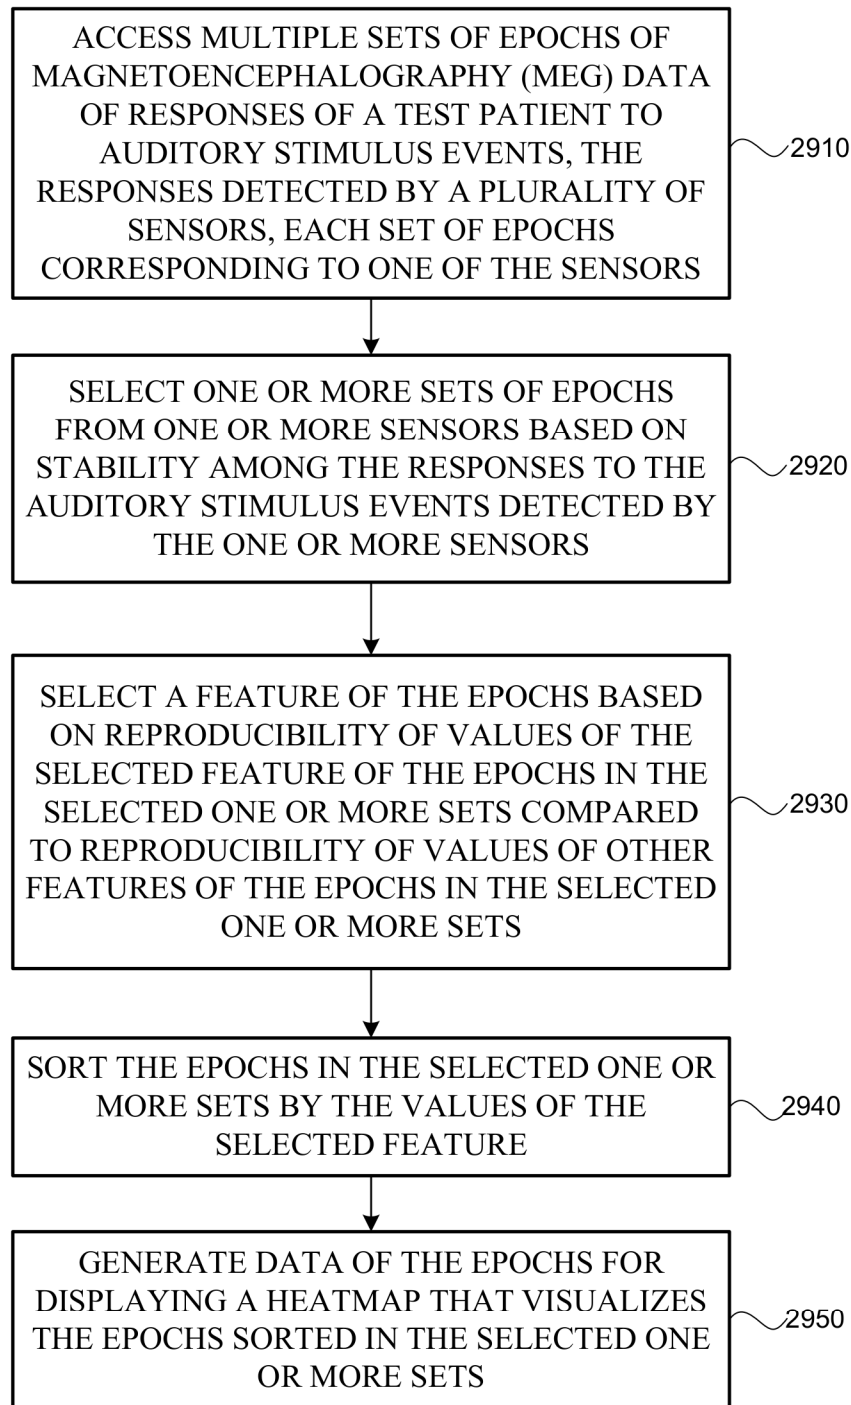 ACCESS MULTIPLE SETS OF EPOCHS OF
MAGNETOENCEPHALOGRAPHY (MEG) DATA
OF RESPONSES OF A TEST PATIENT TO
AUDITORY STIMULUS EVENTS, THE
RESPONSES DETECTED BY A PLURALITY OF
SENSORS, EACH SET OF EPOCHS
CORRESPONDING TO ONE OF THE SENSORS
2910
SELECT ONE OR MORE SETS OF EPOCHS
FROM ONE OR MORE SENSORS BASED ON
STABILITY AMONG THE RESPONSES TO THE
AUDITORY STIMULUS EVENTS DETECTED BY
THE ONE OR MORE SENSORS
2920
SELECT A FEATURE OF THE EPOCHS BASED
ON REPRODUCIBILITY OF VALUES OF THE
SELECTED FEATURE OF THE EPOCHS IN THE
SELECTED ONE OR MORE SETS COMPARED
TO REPRODUCIBILITY OF VALUES OF OTHER
FEATURES OF THE EPOCHS IN THE SELECTED
ONE OR MORE SETS
2930
SORT THE EPOCHS IN THE SELECTED ONE OR
MORE SETS BY THE VALUES OF THE
SELECTED FEATURE
2940
GENERATE DATA OF THE EPOCHS FOR
DISPLAYING A HEATMAP THAT VISUALIZES
THE EPOCHS SORTED IN THE SELECTED ONE
OR MORE SETS
2950